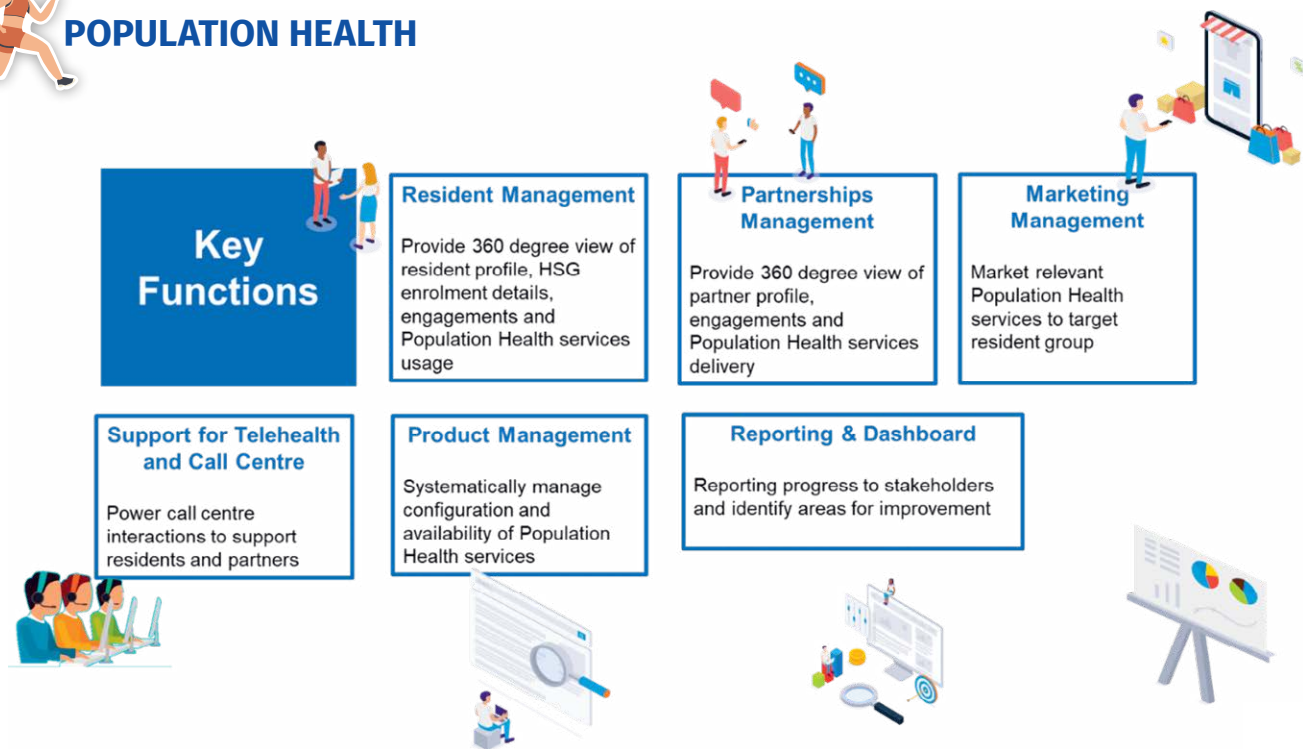 POPULATION HEALTH
Key
Functions
Resident Management
Provide 360 degree view of
resident profile, HSG
enrolment details,
engagements and
Population Health services
usage
Partnerships
Management
Provide 360 degree view of
partner profile,
engagements and
Population Health services
delivery
Marketing
Management
Market relevant
Population Health
services to target
resident group
Support for Telehealth
and Call Centre
Power call centre
interactions to support
residents and partners
Product Management
Systematically manage
configuration and
availability of Population
Health services
Reporting & Dashboard
Reporting progress to stakeholders
and identify areas for improvement